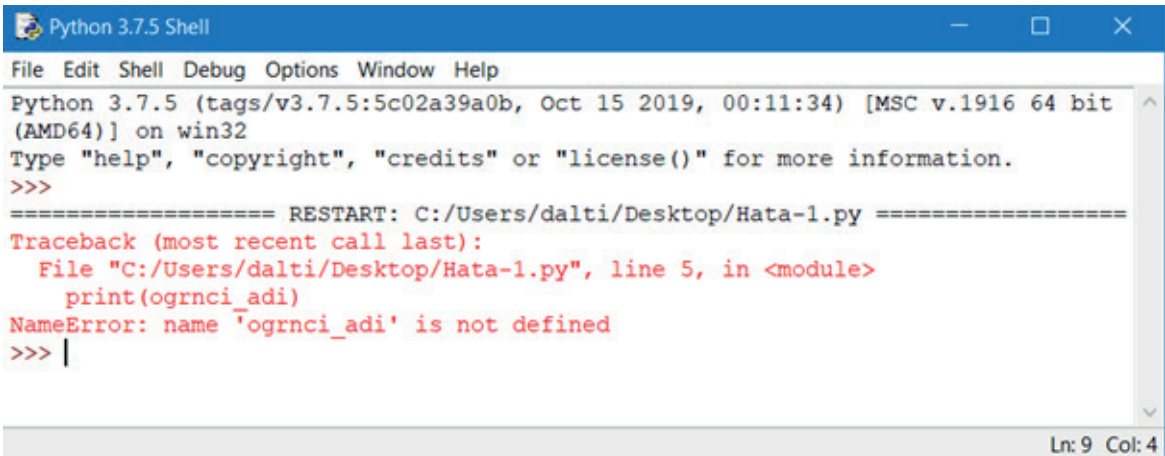 Python 3.7.5 Shell
File Edit Shell Debug Options Window Help
Python 3.7.5 (tags/v3.7.5:5c02a39a0b, Oct 15 2019, 00:11:34) [MSC v.1916 64 bit
(AMD64)] on win32
Type "help", "copyright", "credits" or "license()" for more information.
>>>
=================== RESTART: C:/Users/dalti/Desktop/Hata-1.py ==================
Traceback (most recent call last):
  File "C:/Users/dalti/Desktop/Hata-1.py", line 5, in <module>
    print(ogrnci_adi)
NameError: name 'ogrnci_adi' is not defined
>>>
Ln: 9 Col: 4